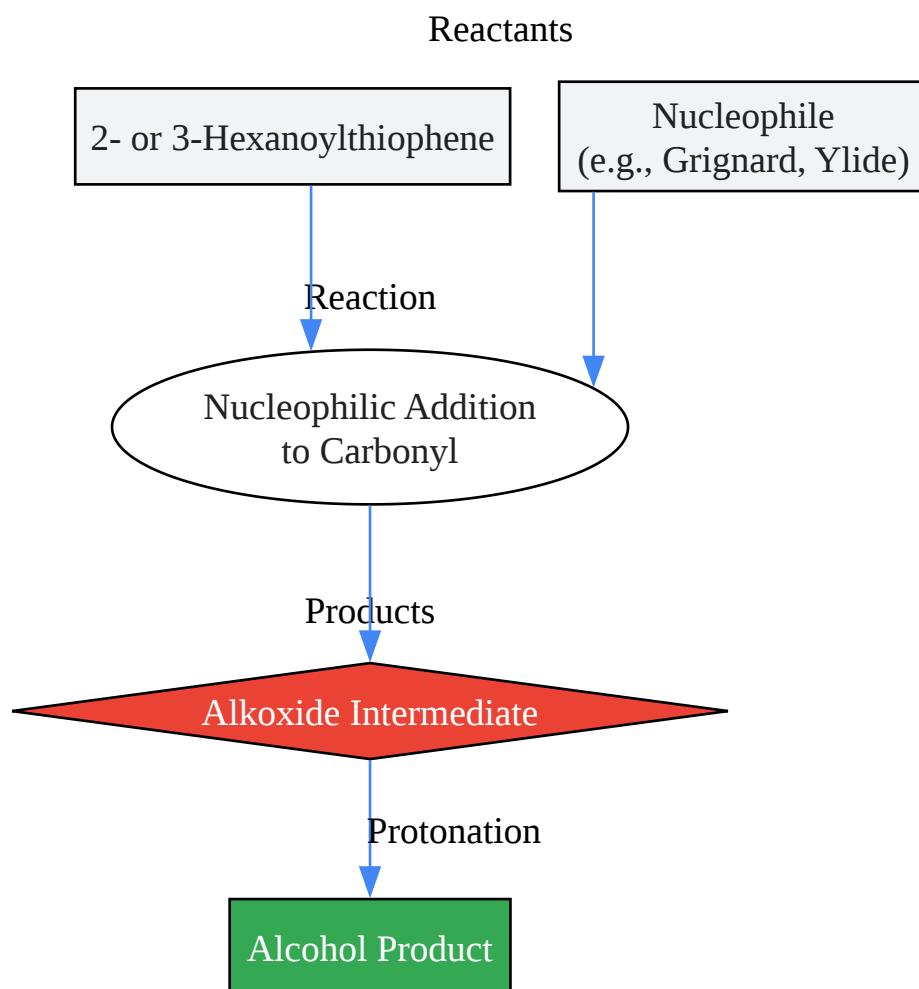 Reactants
2- or 3-Hexanoylthiophene
Nucleophile
(e.g., Grignard, Ylide)
Reaction
Nucleophilic Addition
to Carbonyl
Products
Alkoxide Intermediate
Protonation
Alcohol Product